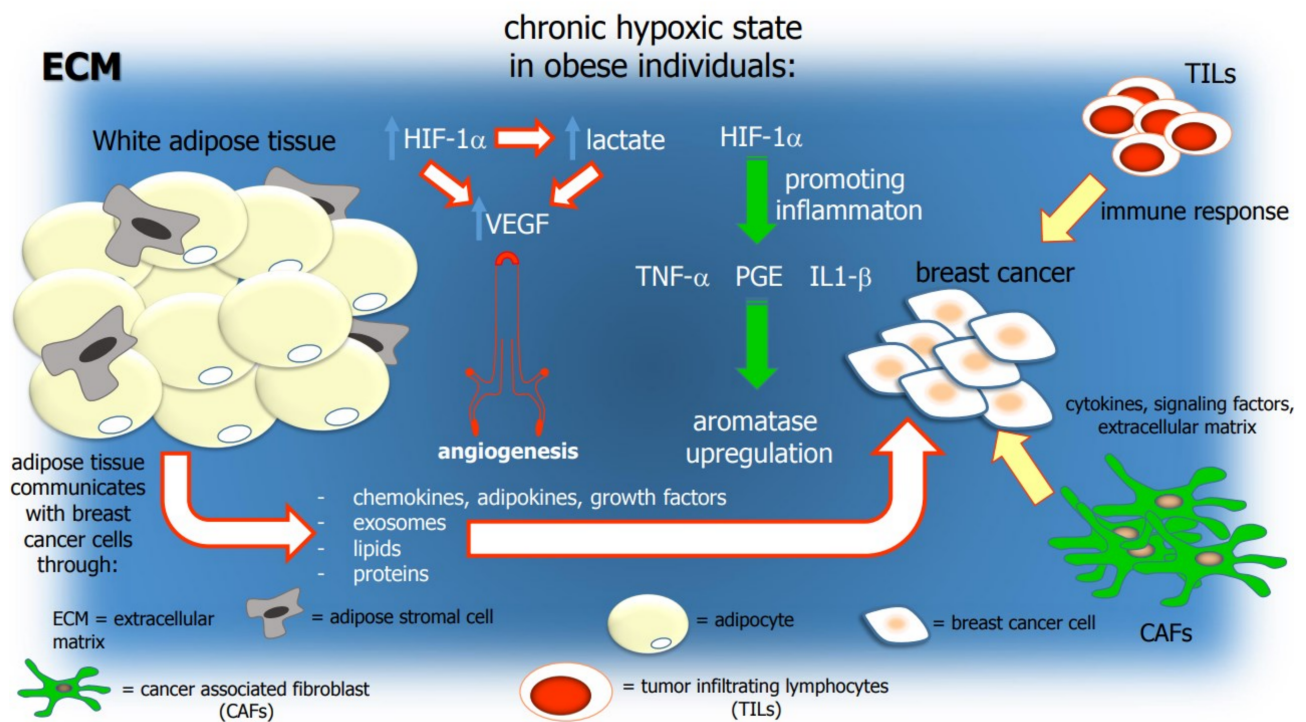 chronic hypoxic state
in obese individuals:
ECM
TILs
White adipose tissue
HIF-1α
lactate
HIF-1α
promoting
inflammaton
immune response
VEGF
TNF-α PGE IL1-β
breast cancer
cytokines, signaling factors,
extracellular matrix
aromatase
upregulation
angiogenesis
adipose tissue
communicates
with breast
cancer cells
through:
- chemokines, adipokines, growth factors
- exosomes
- lipids
- proteins
CAFs
ECM = extracellular
matrix
= adipose stromal cell
= adipocyte
= breast cancer cell
= cancer associated fibroblast
(CAFs)
= tumor infiltrating lymphocytes
(TILs)